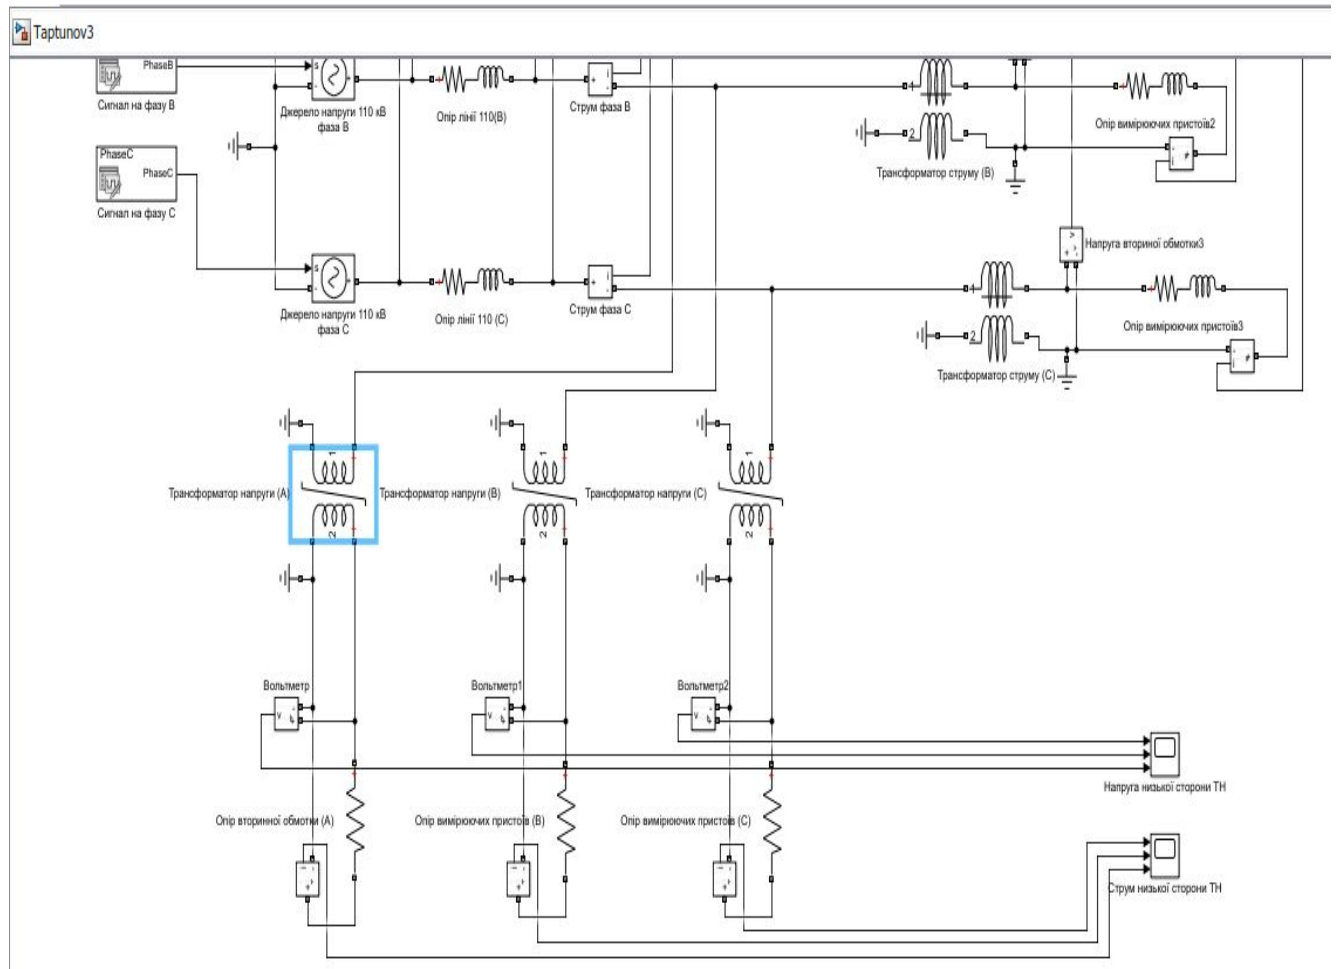 Taptunov3
PhaseB
Сигнал на фазу В
Джерело напруги 110 кВ
фаза В
Опір лінії 110(В)
Струм фаза В
Опір вимірюючих пристоїв2
Трансформатор струму (В)
PhaseC
PhaseC
Сигнал на фазу С
Напруга вториної обмотки3
Джерело напруги 110 кВ
фаза С
Опір лінії 110 (С)
Струм фаза С
Опір вимірюючих пристоїв3
Трансформатор струму (С)
Трансформатор напруги (А)
Трансформатор напруги (В)
Трансформатор напруги (С)
Вольтметр
Вольтметр1
Вольтметр2
Напруга низької сторони ТН
Опір вторинної обмотки (А)
Опір вимірюючих пристоїв (В)
Опір вимірюючих пристоїв (С)
Струм низької сторони ТН